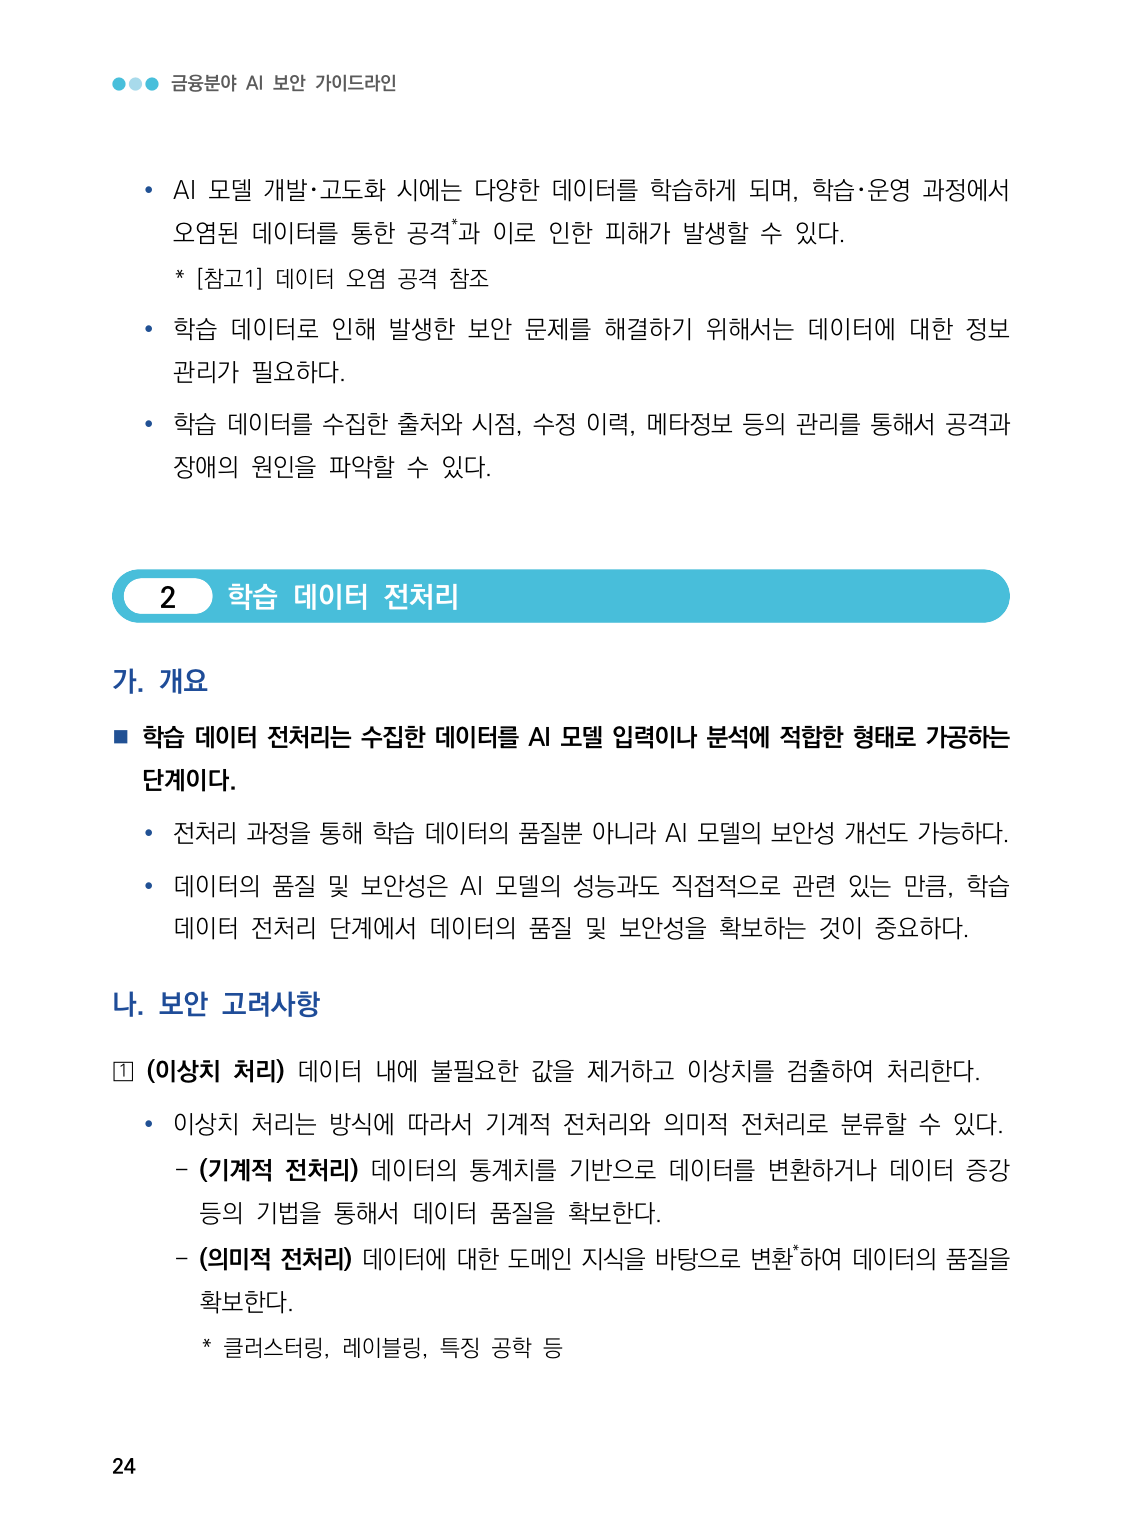 금융분야 AI 보안 가이드라인
• AI 모델 개발·고도화 시에는 다양한 데이터를 학습하게 되며, 학습·운영 과정에서
오염된 데이터를 통한 공격*과 이로 인한 피해가 발생할 수 있다.
* [참고1] 데이터 오염 공격 참조
• 학습 데이터로 인해 발생한 보안 문제를 해결하기 위해서는 데이터에 대한 정보
관리가 필요하다.
• 학습 데이터를 수집한 출처와 시점, 수정 이력, 메타정보 등의 관리를 통해서 공격과
장애의 원인을 파악할 수 있다.
2 학습 데이터 전처리
가. 개요
■ 학습 데이터 전처리는 수집한 데이터를 AI 모델 입력이나 분석에 적합한 형태로 가공하는
단계이다.
• 전처리 과정을 통해 학습 데이터의 품질뿐 아니라 AI 모델의 보안성 개선도 가능하다.
• 데이터의 품질 및 보안성은 AI 모델의 성능과도 직접적으로 관련 있는 만큼, 학습
데이터 전처리 단계에서 데이터의 품질 및 보안성을 확보하는 것이 중요하다.
나. 보안 고려사항
1 (이상치 처리) 데이터 내에 불필요한 값을 제거하고 이상치를 검출하여 처리한다.
• 이상치 처리는 방식에 따라서 기계적 전처리와 의미적 전처리로 분류할 수 있다.
– (기계적 전처리) 데이터의 통계치를 기반으로 데이터를 변환하거나 데이터 증강
등의 기법을 통해서 데이터 품질을 확보한다.
– (의미적 전처리) 데이터에 대한 도메인 지식을 바탕으로 변환*하여 데이터의 품질을
확보한다.
* 클러스터링, 레이블링, 특징 공학 등
24